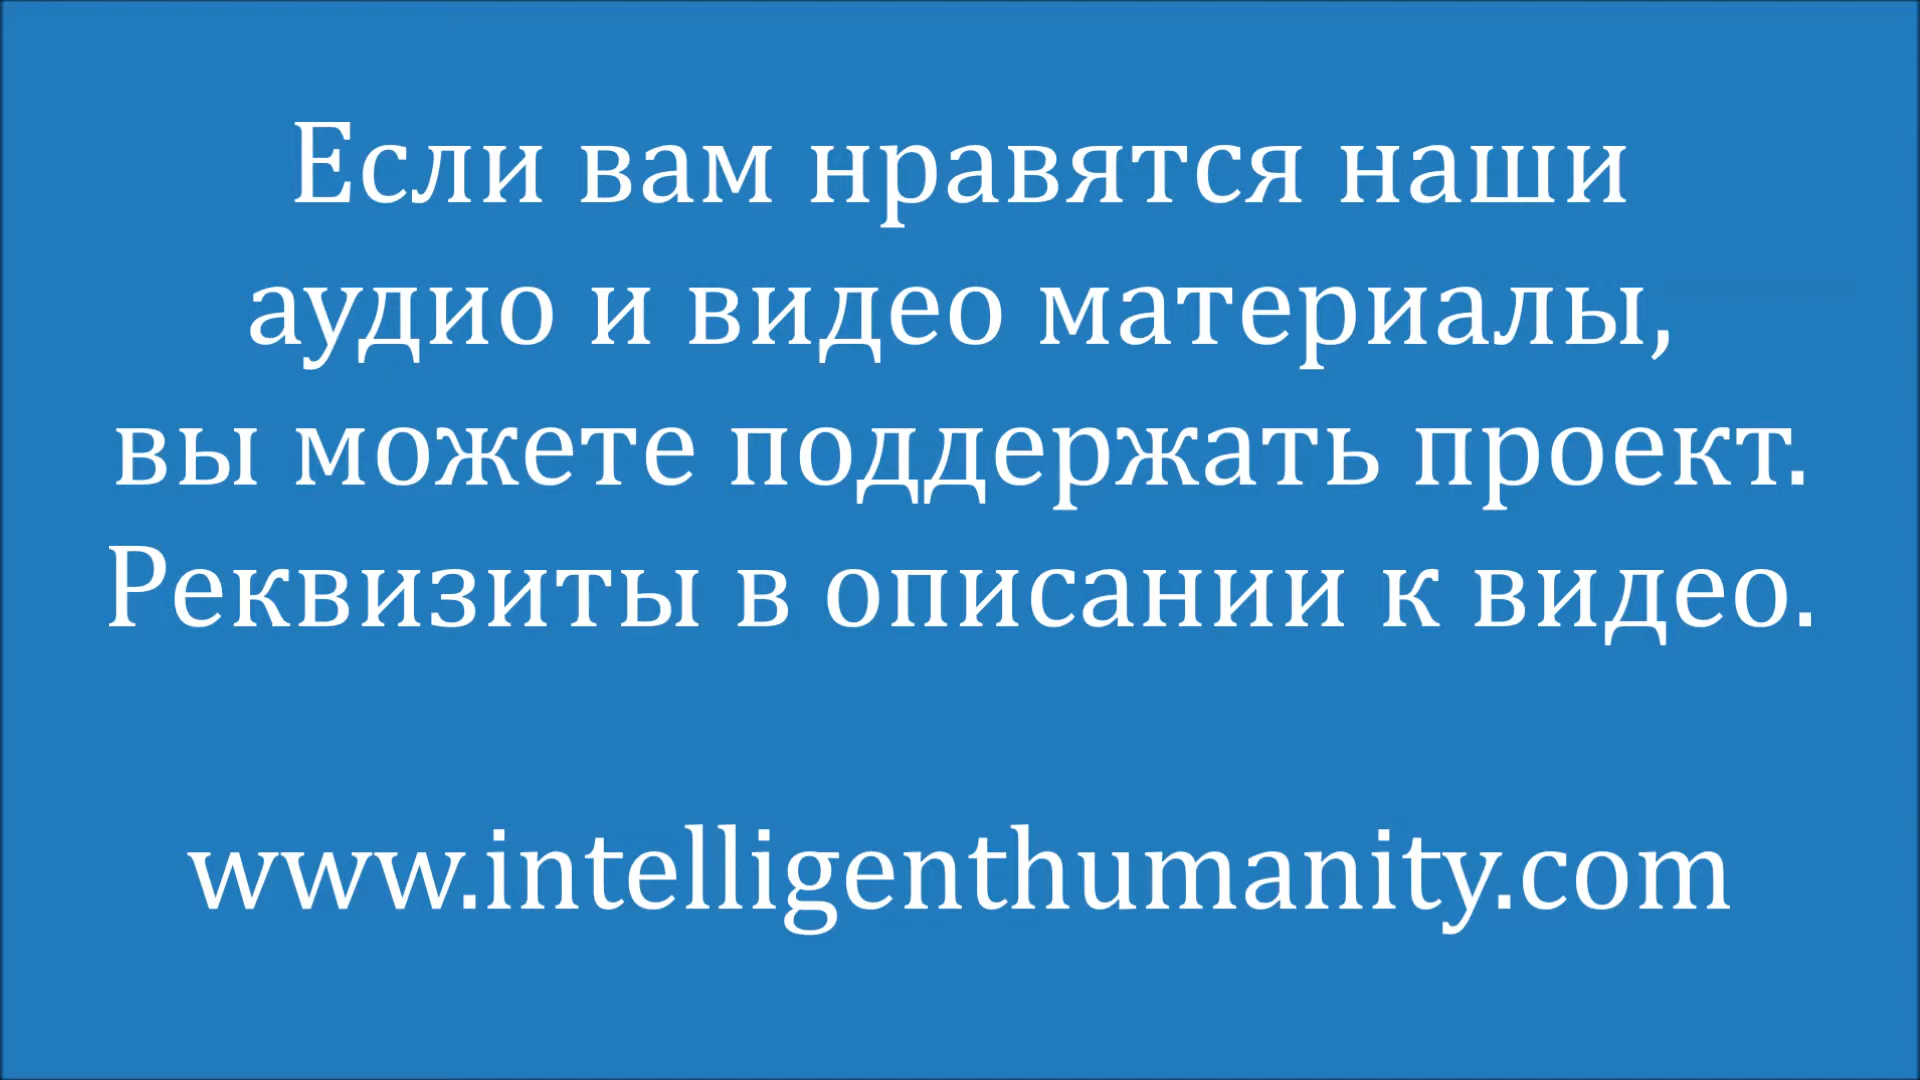 Если вам нравятся наши
аудио и видео материалы,
вы можете поддержать проект.
Реквизиты в описании к видео.
www.intelligenthumanity.com